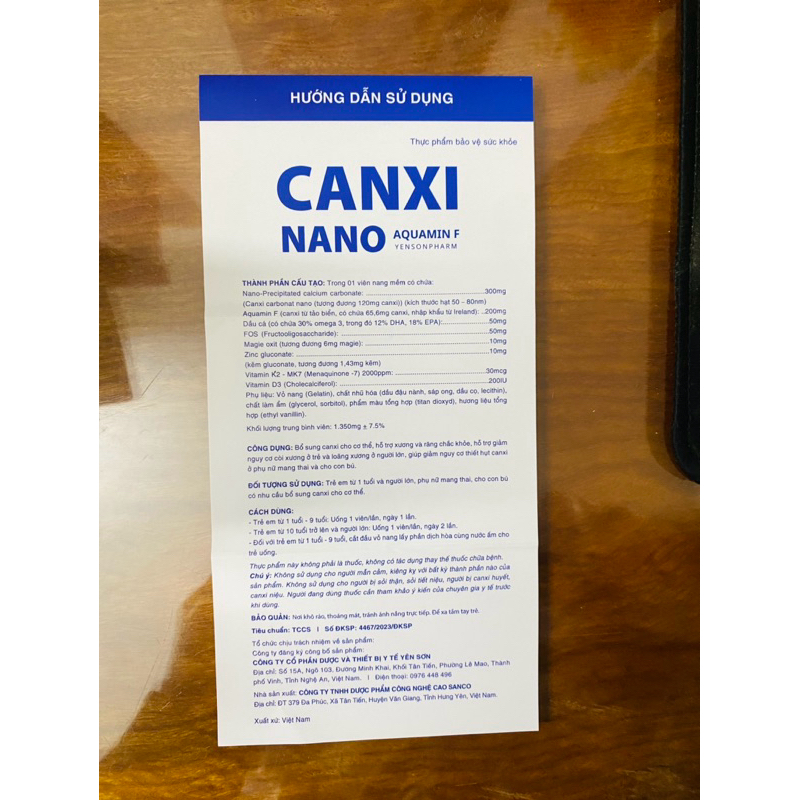 HƯỚNG DẪN SỬ DỤNG
Thực phẩm bảo vệ sức khỏe
CANXI
NANO AQUAMIN F
YENSONPHARM
THÀNH PHẦN CẤU TẠO: Trong 01 viên nang mềm có chứa:
Nano-Precipitated calcium carbonate: ...300mg
(Canxi carbonat nano (tương đương 120mg canxi)) (kích thước hạt 50 - 80nm)
Aquamin F (canxi từ tảo biển, có chứa 65,6mg canxi, nhập khẩu từ Ireland): ..200mg
Dầu cá (có chứa 30% omega 3, trong đó 12% DHA, 18% EPA):...50mg
FOS (Fructooligosaccharide): ...50mg
Magie oxit (tương đương 6mg magie): ...10mg
Zinc gluconate: ...10mg
(kẽm gluconate, tương đương 1,43mg kẽm)
Vitamin K2 - MK7 (Menaquinone -7) 2000ppm: ...30mcg
Vitamin D3 (Cholecalciferol): ...200IU
Phụ liệu: Vỏ nang (Gelatin), chất nhũ hóa (dầu đậu nành, sáp ong, dầu cọ, lecithin),
chất làm ẩm (glycerol, sorbitol), phẩm màu tổng hợp (titan dioxyd), hương liệu tổng
hợp (ethyl vanillin).
Khối lượng trung bình viên: 1.350mg ± 7.5%
CÔNG DỤNG: Bổ sung canxi cho cơ thể, hỗ trợ xương và răng chắc khỏe, hỗ trợ giảm
nguy cơ còi xương ở trẻ và loãng xương ở người lớn, giúp giảm nguy cơ thiết hụt canxi
ở phụ nữ mang thai và cho con bú.
ĐỐI TƯỢNG SỬ DỤNG: Trẻ em từ 1 tuổi và người lớn, phụ nữ mang thai, cho con bú
có nhu cầu bổ sung canxi cho cơ thể.
CÁCH DÙNG:
- Trẻ em từ 1 tuổi - 9 tuổi: Uống 1 viên/lần, ngày 1 lần.
- Trẻ em từ 10 tuổi trở lên và người lớn: Uống 1 viên/lần, ngày 2 lần.
- Đối với trẻ em từ 1 tuổi - 9 tuổi, cắt đầu vỏ nang lấy phần dịch hòa cùng nước ấm cho
trẻ uống.
Thực phẩm này không phải là thuốc, không có tác dụng thay thế thuốc chữa bệnh.
Chú ý: Không sử dụng cho người mẫn cảm, kiêng kỵ với bất kỳ thành phần nào của
sản phẩm. Không sử dụng cho người bị sỏi thận, sỏi tiết niệu, người bị canxi huyết,
canxi niệu. Người đang dùng thuốc cần tham khảo ý kiến của chuyên gia y tế trước
khi dùng.
BẢO QUẢN: Nơi khô ráo, thoáng mát, tránh ánh nắng trực tiếp. Để xa tầm tay trẻ.
Tiêu chuẩn: TCCS | Số ĐKSP: 4467/2023/ĐKSP
Tổ chức chịu trách nhiệm về sản phẩm:
Công ty đăng ký công bố sản phẩm:
CÔNG TY CỔ PHẦN DƯỢC VÀ THIẾT BỊ Y TẾ YÊN SƠN
Địa chỉ: Số 15A, Ngõ 103, Đường Minh Khai, Khối Tân Tiến, Phường Lê Mao, Thành
phố Vinh, Tỉnh Nghệ An, Việt Nam. | Điện thoại: 0976 448 496
Nhà sản xuất: CÔNG TY TNHH DƯỢC PHẨM CÔNG NGHỆ CAO SANCO
Địa chỉ: ĐT 379 Đa Phúc, Xã Tân Tiến, Huyện Văn Giang, Tỉnh Hưng Yên, Việt Nam.
Xuất xứ: Việt Nam